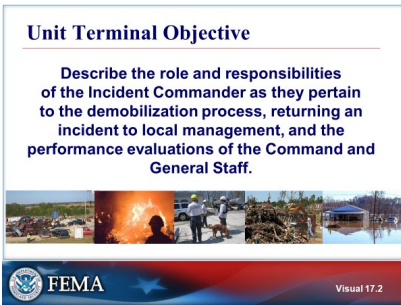 Unit Terminal Objective
Describe the role and responsibilities
of the Incident Commander as they pertain
to the demobilization process, returning an
incident to local management, and the
performance evaluations of the Command and
General Staff.
FEMA
Visual 17.2